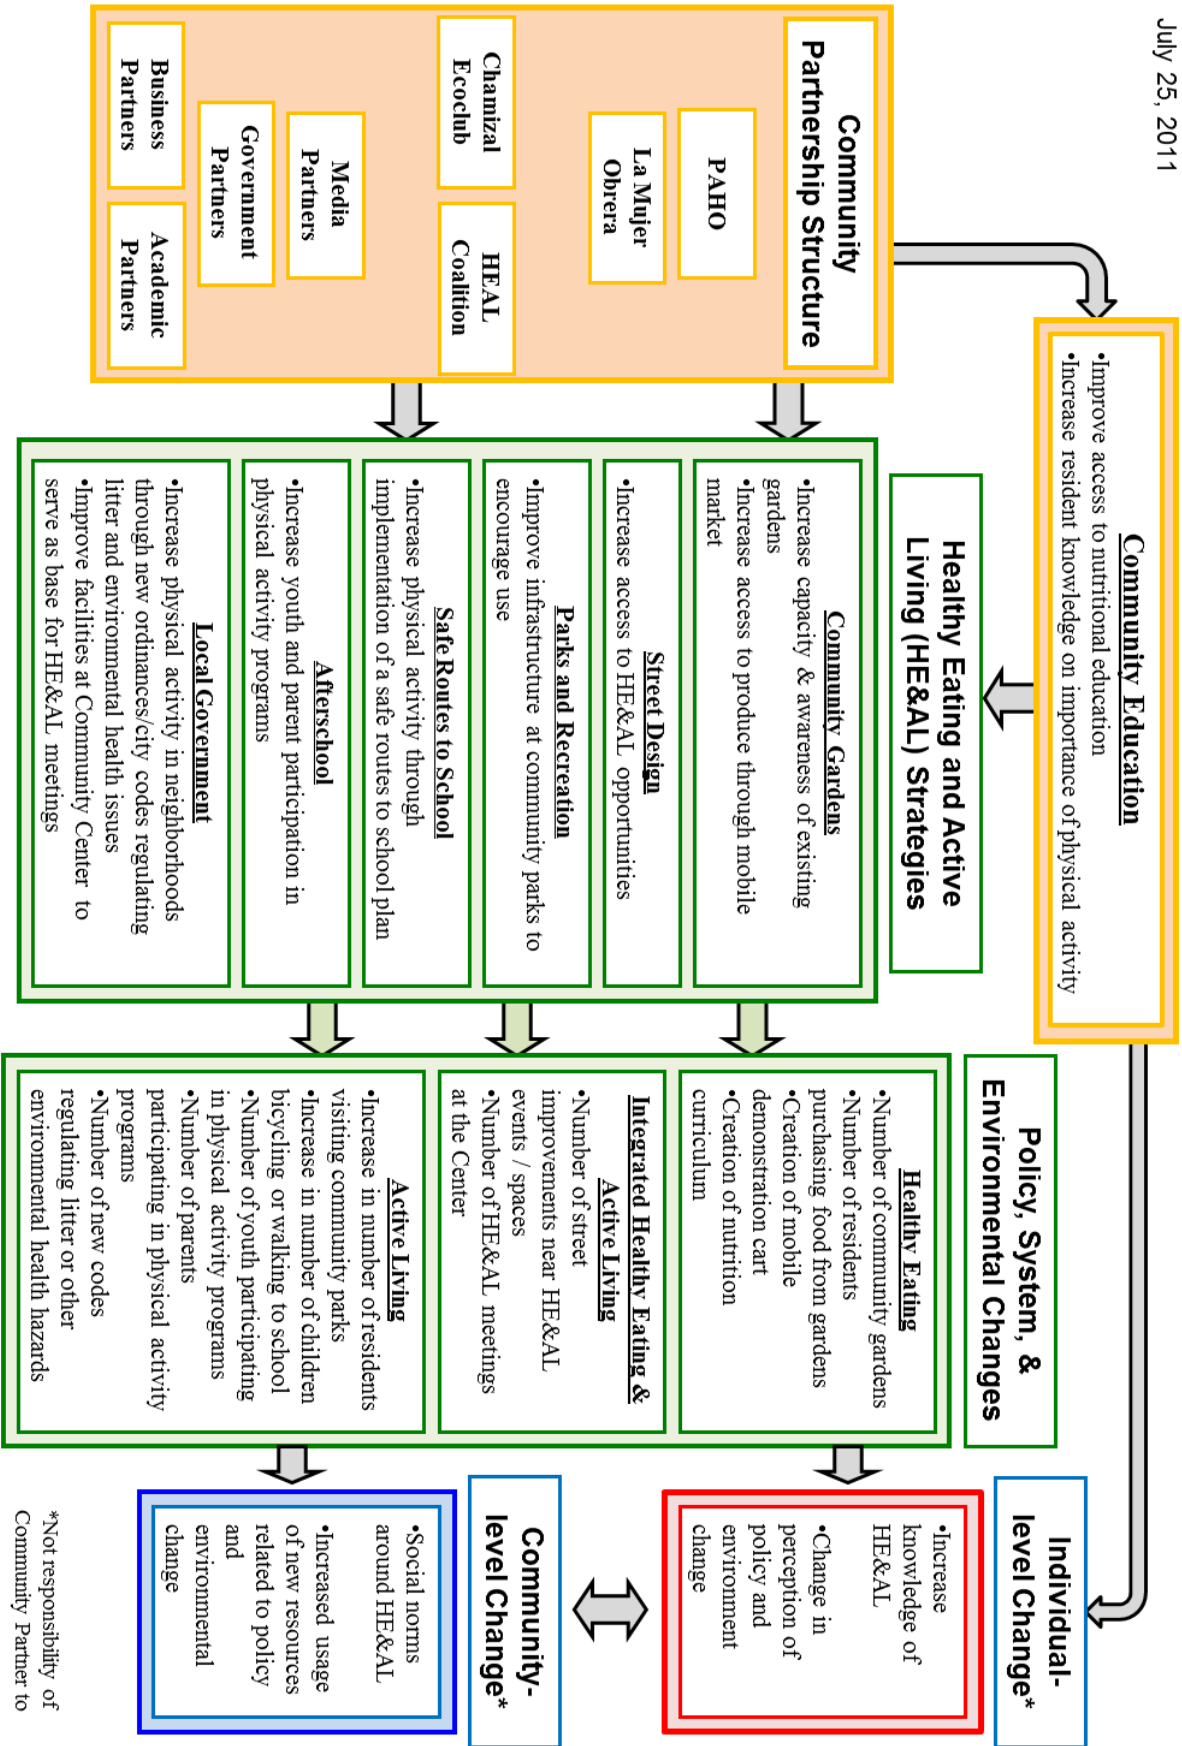 July 25, 2011
Community
Partnership Structure
PAHO
La Mujer
Obrera
Chamizal
Ecoclub
HEAL
Coalition
Media
Partners
Government
Partners
Business
Partners
Academic
Partners
Community Education
•Improve access to nutritional education
•Increase resident knowledge on importance of physical activity
Healthy Eating and Active
Living (HE&AL) Strategies
Community Gardens
•Increase capacity & awareness of existing
gardens
•Increase access to produce through mobile
market
Street Design
•Increase access to HE&AL opportunities
Parks and Recreation
•Improve infrastructure at community parks to
encourage use
Safe Routes to School
•Increase physical activity through
implementation of a safe routes to school plan
Afterschool
•Increase youth and parent participation in
physical activity programs
Local Government
•Increase physical activity in neighborhoods
through new ordinances/city codes regulating
litter and environmental health issues
•Improve facilities at Community Center to
serve as base for HE&AL meetings
Policy, System, &
Environmental Changes
Healthy Eating
•Number of community gardens
•Number of residents
purchasing food from gardens
•Creation of mobile
demonstration cart
•Creation of nutrition
curriculum
Integrated Healthy Eating &
Active Living
•Number of street
improvements near HE&AL
events / spaces
•Number of HE&AL meetings
at the Center
Active Living
•Increase in number of residents
visiting community parks
•Increase in number of children
bicycling or walking to school
•Number of youth participating
in physical activity programs
•Number of parents
participating in physical activity
programs
•Number of new codes
regulating litter or other
environmental health hazards
Individual-
level Change*
•Increase
knowledge of
HE&AL
•Change in
perception of
policy and
environment
change
Community-
level Change*
•Social norms
around HE&AL
•Increased usage
of new resources
related to policy
and
environmental
change
*Not responsibility of
Community Partner to